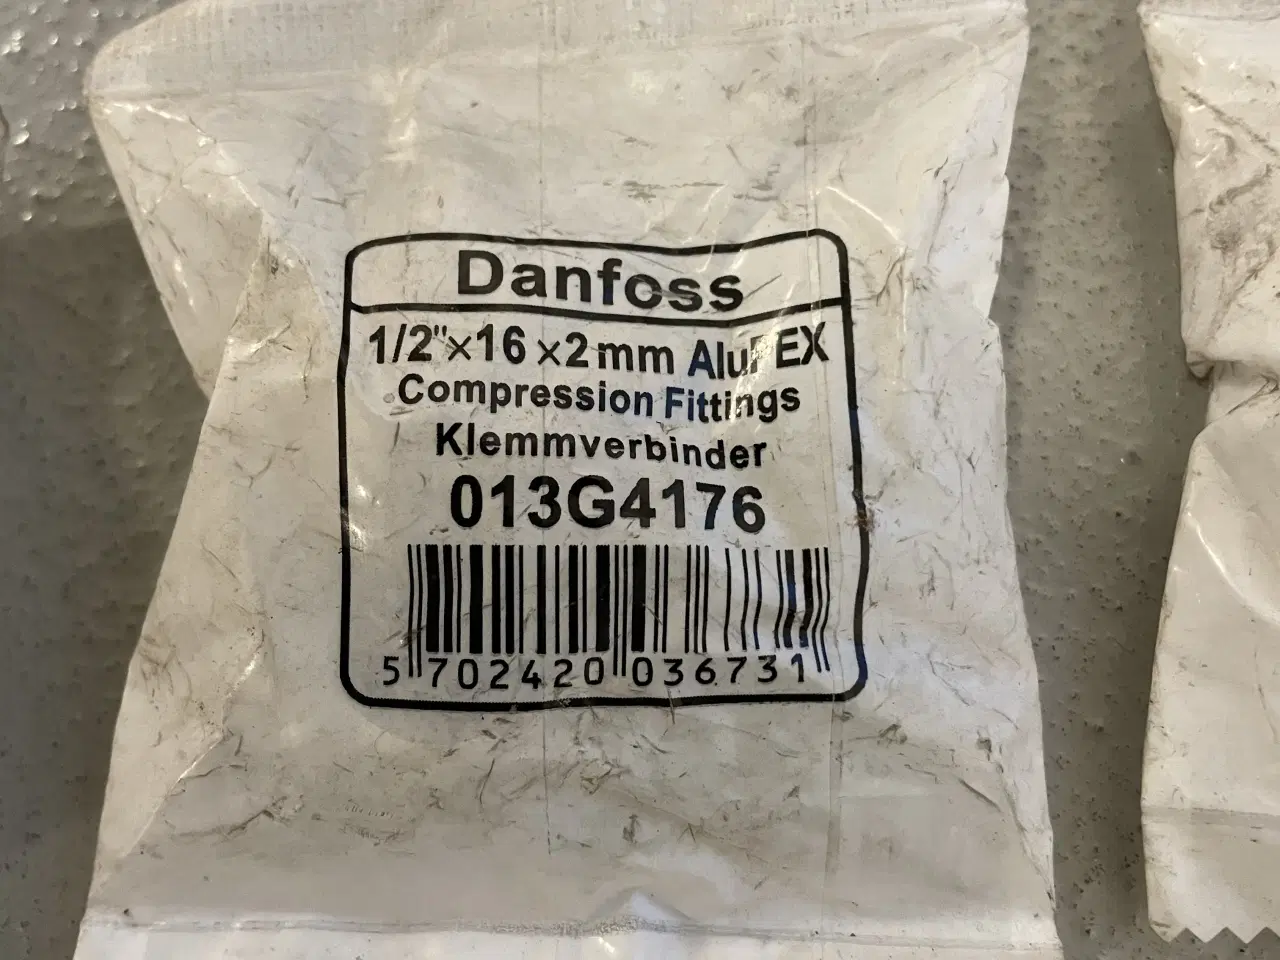 Danfoss
1/2"×16×2mm AluPEX
Compression Fittings
Klemmverbinder
013G4176
5 702420 036731